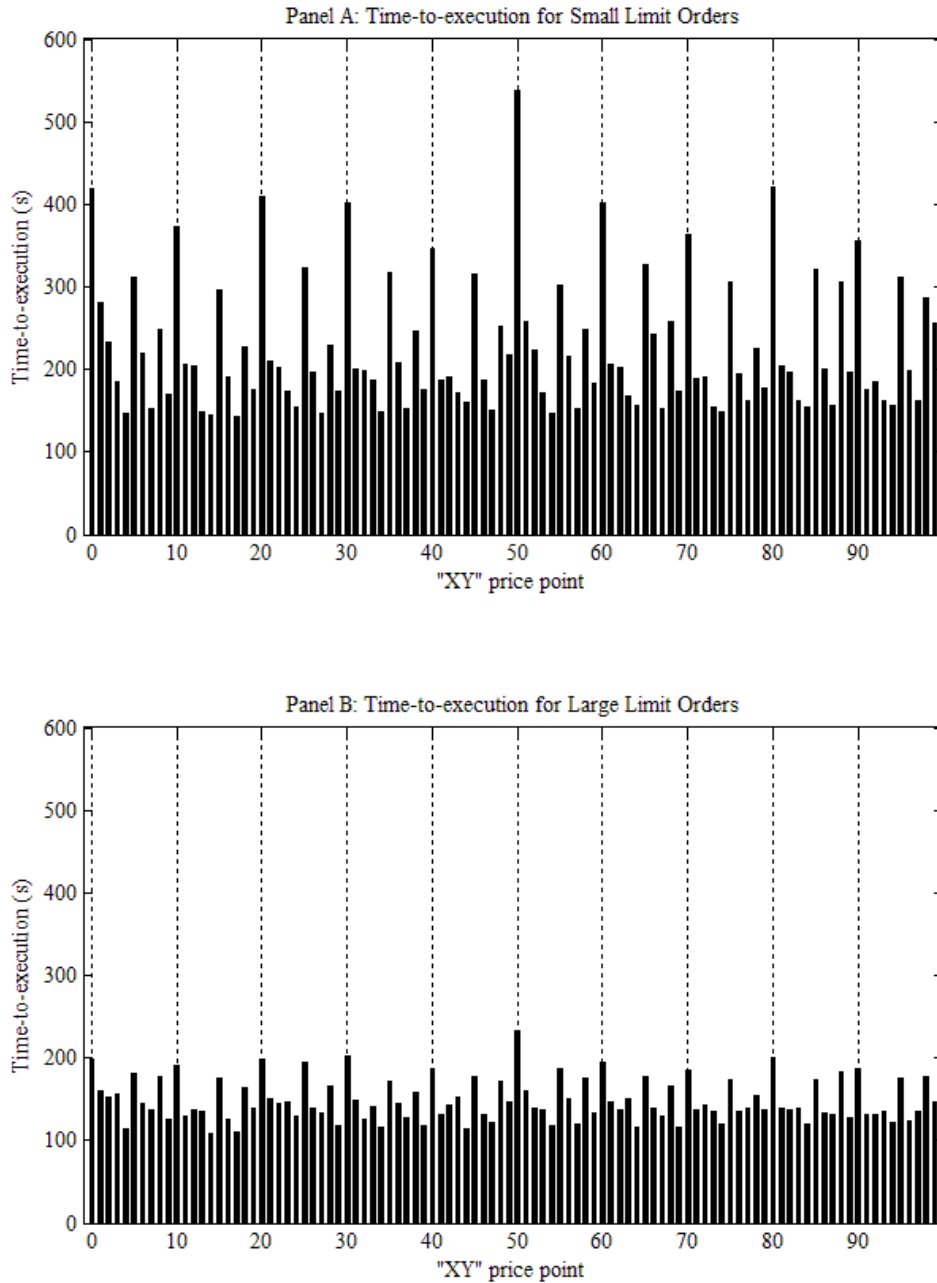 Panel A: Time-to-execution for Small Limit Orders
600
500
400
300
200
100
0
Time-to-execution (s)
0 10 20 30 40 50 60 70 80 90
"XY" price point
Panel B: Time-to-execution for Large Limit Orders
600
500
400
300
200
100
0
Time-to-execution (s)
0 10 20 30 40 50 60 70 80 90
"XY" price point